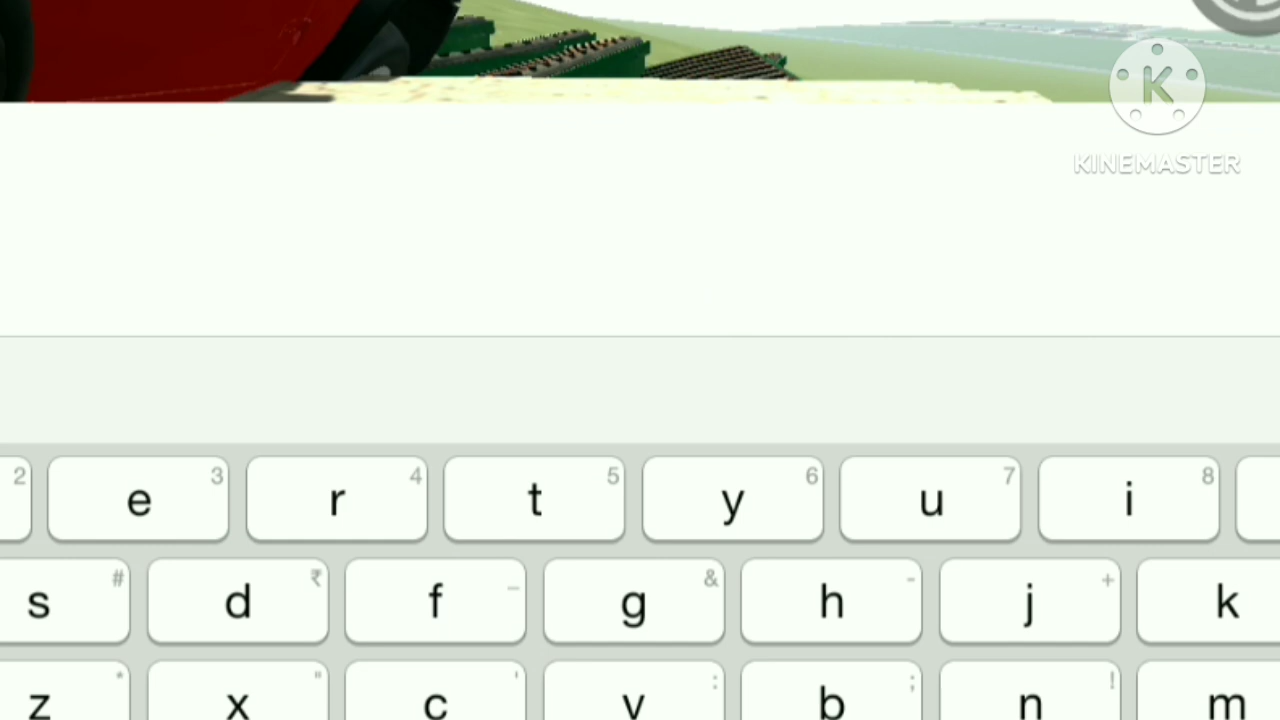 K
KINEMASTER
2 e 3 r 4 t 5 y 6 u 7 i 8
s # d ₹ f _ g & h - j + k
z * x " c ' v : b ; n ! m